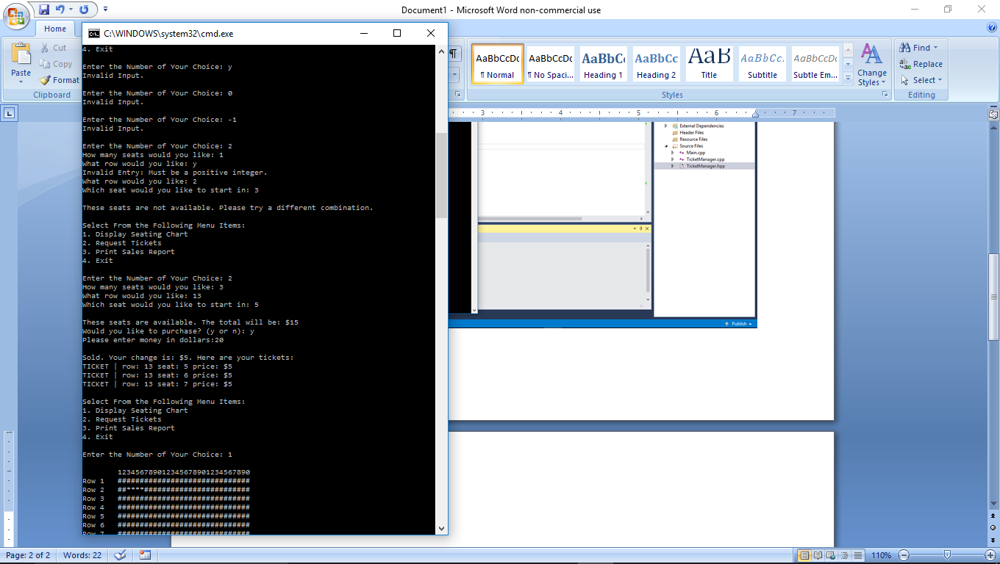 Document1 - Microsoft Word non-commercial use
Home
Cut
Copy
Format
Paste
Clipboard
AaBbCcDc AaBbCcDc AaBbCc AaBbCc AaB AaBbCc. AaBbCcDc
¶ Normal ¶ No Spaci... Heading 1 Heading 2 Title Subtitle Subtle Em...
Change
Styles
Styles
Find
Replace
Select
Editing
3 4 5 6 7
C:\WINDOWS\system32\cmd.exe
4. Exit
Enter the Number of Your Choice: y
Invalid Input.
Enter the Number of Your Choice: 0
Invalid Input.
Enter the Number of Your Choice: -1
Invalid Input.
Enter the Number of Your Choice: 2
How many seats would you like: 1
What row would you like: y
Invalid Entry: Must be a positive integer.
What row would you like: 2
Which seat would you like to start in: 3
These seats are not available. Please try a different combination.
Select From the Following Menu Items:
1. Display Seating Chart
2. Request Tickets
3. Print Sales Report
4. Exit
Enter the Number of Your Choice: 2
How many seats would you like: 3
What row would you like: 13
Which seat would you like to start in: 5
These seats are available. The total will be: $15
Would you like to purchase? (y or n): y
Please enter money in dollars:20
Sold. Your change is: $5. Here are your tickets:
TICKET | row: 13 seat: 5 price: $5
TICKET | row: 13 seat: 6 price: $5
TICKET | row: 13 seat: 7 price: $5
Select From the Following Menu Items:
1. Display Seating Chart
2. Request Tickets
3. Print Sales Report
4. Exit
Enter the Number of Your Choice: 1
123456789012345678901234567890
Row 1 ##############################
Row 2 ##****########################
Row 3 ##############################
Row 4 ##############################
Row 5 ##############################
Row 6 ##############################
Row 7 ##############################
External Dependencies
Header Files
Resource Files
Source Files
Main.cpp
TicketManager.cpp
TicketManager.hpp
Publish
Page: 2 of 2 Words: 22
110%